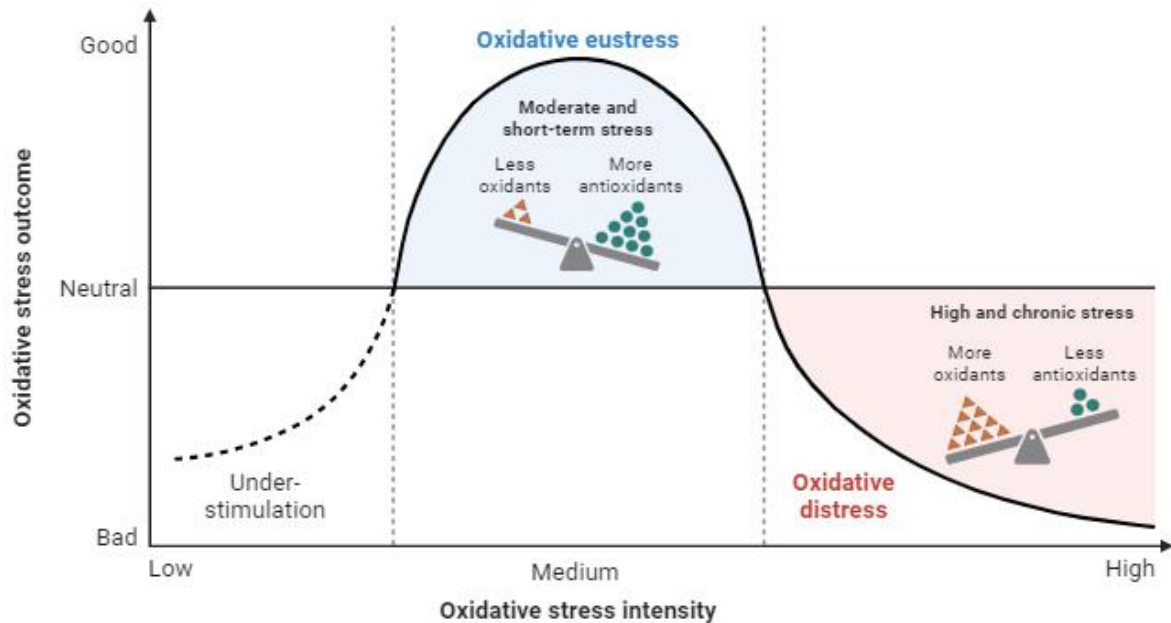 Good
Oxidative eustress
Moderate and
short-term stress
Less
oxidants
More
antioxidants
Oxidative stress outcome
Neutral
High and chronic stress
More
oxidants
Less
antioxidants
Under-
stimulation
Oxidative
distress
Bad
Low
Medium
High
Oxidative stress intensity